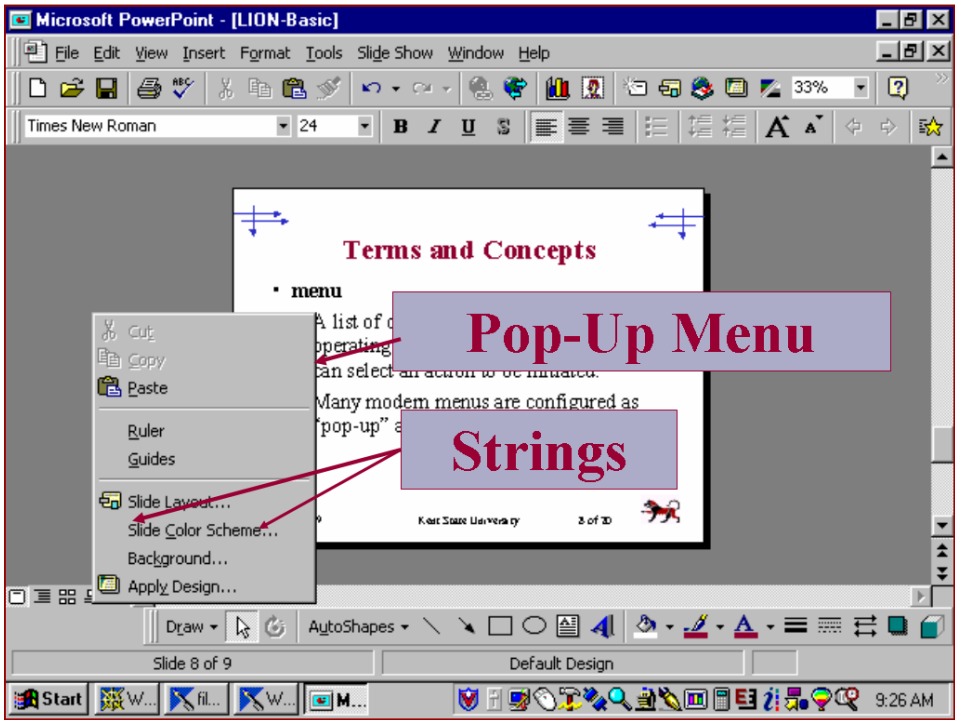 Microsoft PowerPoint - [LION-Basic]
File Edit View Insert Format Tools Slide Show Window Help
ABC 33% ?
Times New Roman 24 B I U S A A
Terms and Concepts
▪ menu
A list of
operating
can select an action to be initiated.
Many modern menus are configured as
"pop-up" a
Kent State University 8 of 20
Pop-Up Menu
Strings
Cut
Copy
Paste
Ruler
Guides
Slide Layout...
Slide Color Scheme...
Background...
Apply Design...
Draw AutoShapes A
Slide 8 of 9 Default Design
Start W... fil... W... M... 9:26 AM